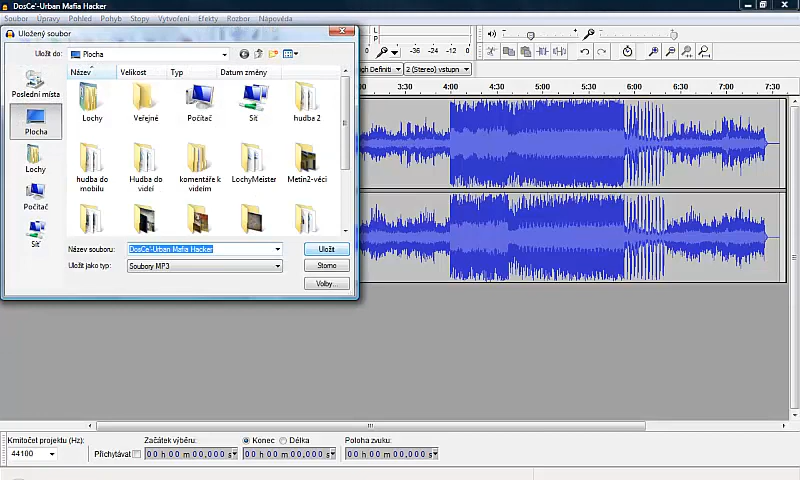 DosCe'-Urban Mafia Hacker
Soubor Úpravy Pohled Pohyb Stopy Vytvoření Efekty Rozbor Nápověda
Uložený soubor
Uložit do: Plocha
Název Velikost Typ Datum změny
Poslední místa
Plocha
Lochy
Počítač
Síť
Lochy Veřejné Počítač Síť hudba 2
hudba do mobilu
Hudba do videí
komentáře k videím
LochyMeister
Metin2-věci
Název souboru: DosCe'-Urban Mafia Hacker
Uložit
Uložit jako typ: Soubory MP3
Storno
Volby...
L
P
-36 -24 -12 0
gh Definiti 2 (Stereo) vstupn
3:30 4:00 4:30 5:00 5:30 6:00 6:30 7:00 7:30
Kmitočet projektu (Hz):
44100
Přichytávat
Začátek výběru:
00 h 00 m 00,000 s
Konec Délka
00 h 00 m 00,000 s
Poloha zvuku:
00 h 00 m 00,000 s